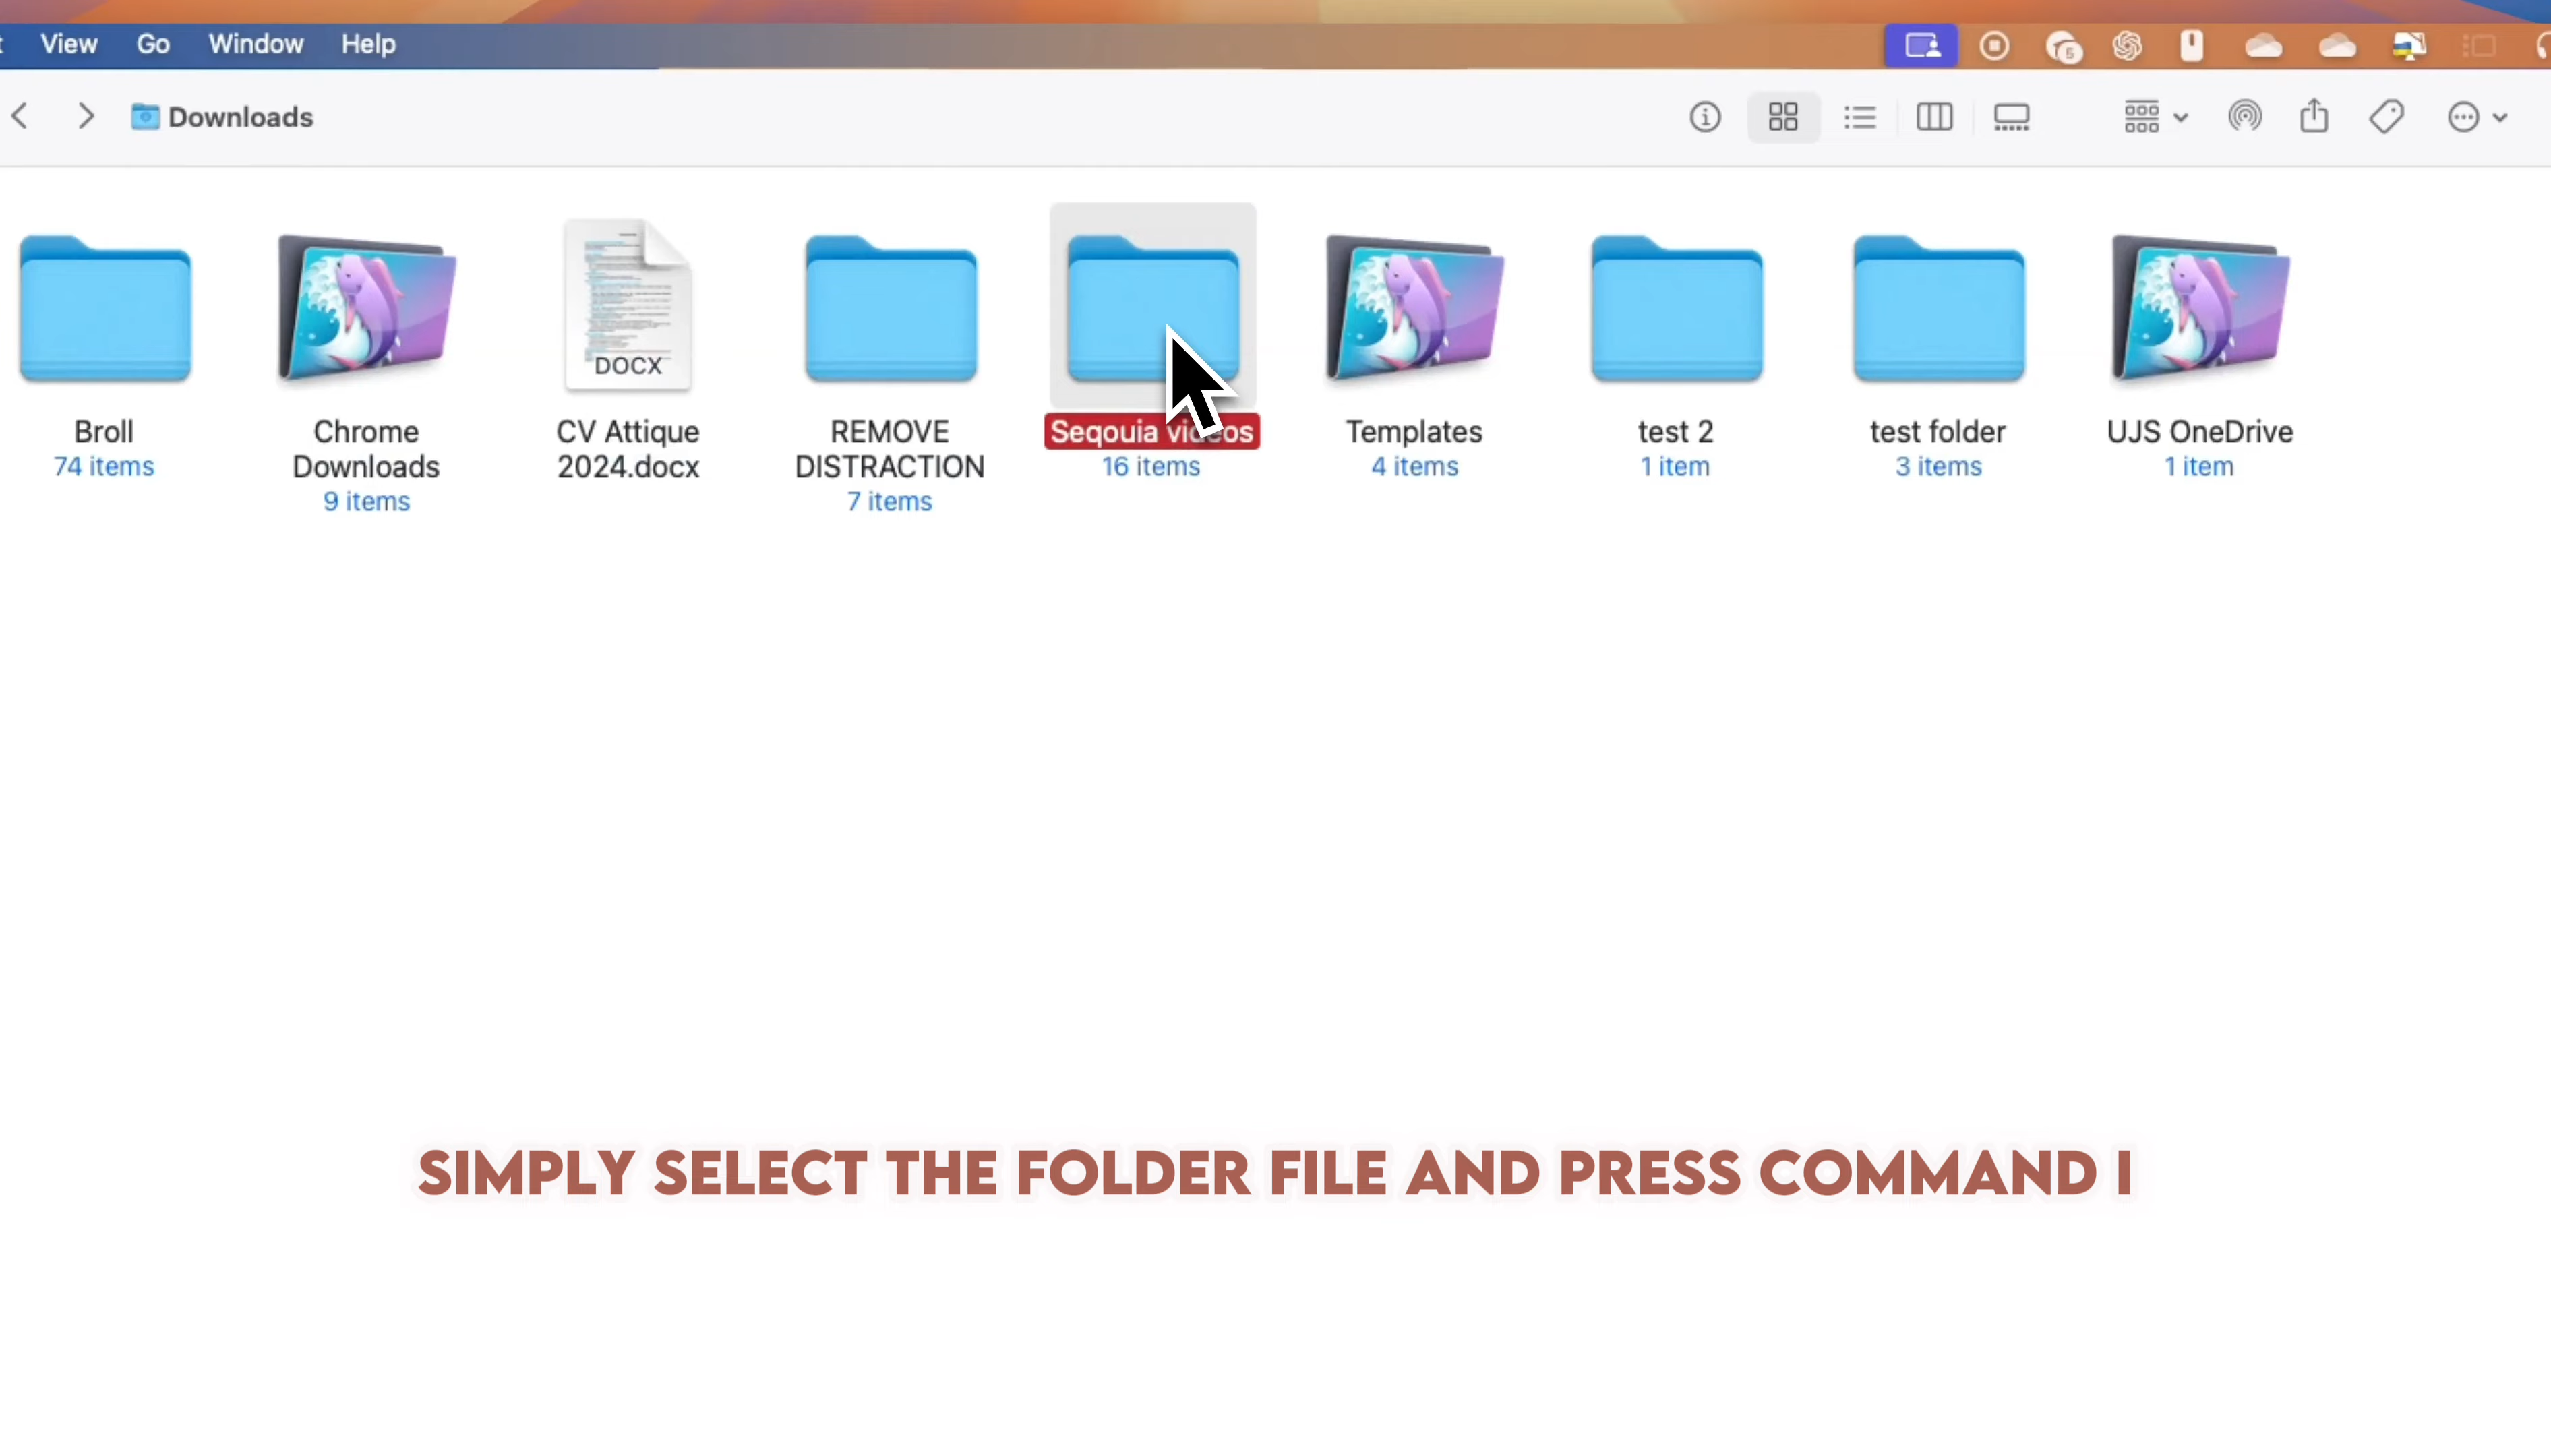 View Go Window Help
5
Downloads
DOCX
Broll
74 items
Chrome
Downloads
9 items
CV Attique
2024.docx
REMOVE
DISTRACTION
7 items
Seqouia videos
16 items
Templates
4 items
test 2
1 item
test folder
3 items
UJS OneDrive
1 item
SIMPLY SELECT THE FOLDER FILE AND PRESS COMMAND I